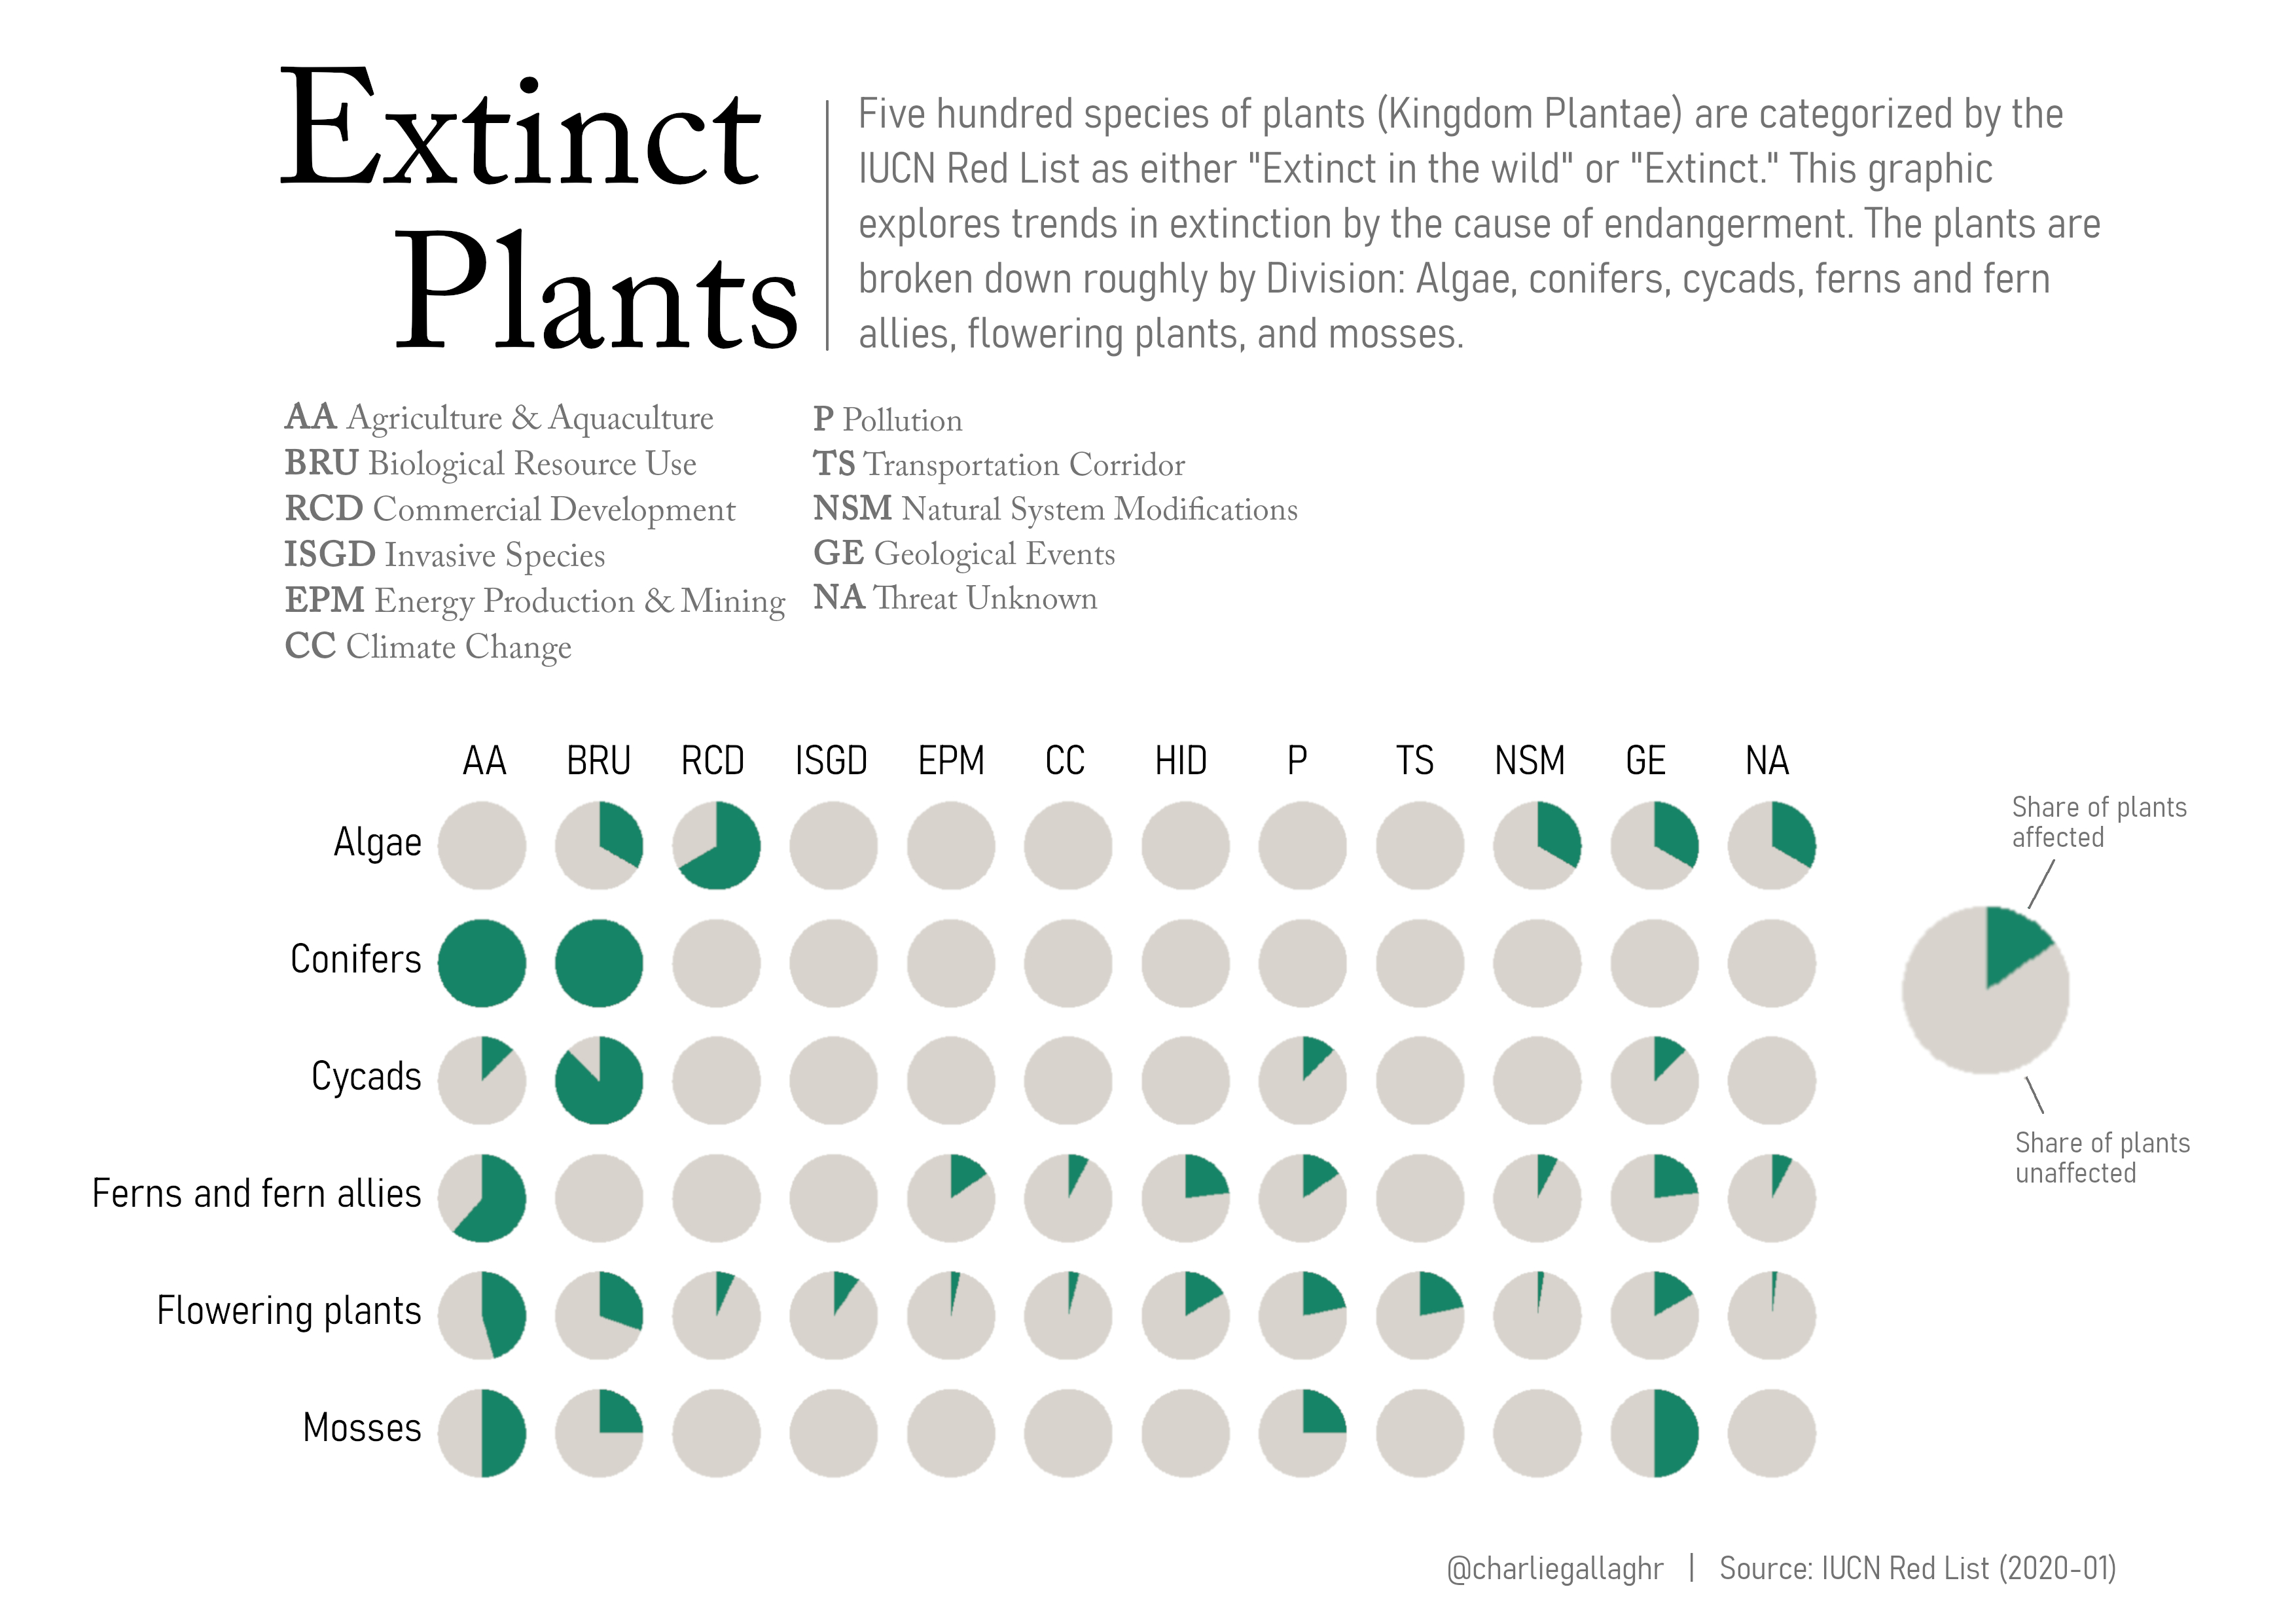 Extinct
Plants
Five hundred species of plants (Kingdom Plantae) are categorized by the
IUCN Red List as either "Extinct in the wild" or "Extinct." This graphic
explores trends in extinction by the cause of endangerment. The plants are
broken down roughly by Division: Algae, conifers, cycads, ferns and fern
allies, flowering plants, and mosses.
AA Agriculture & Aquaculture
BRU Biological Resource Use
RCD Commercial Development
ISGD Invasive Species
EPM Energy Production & Mining
CC Climate Change
P Pollution
TS Transportation Corridor
NSM Natural System Modifications
GE Geological Events
NA Threat Unknown
AA BRU RCD ISGD EPM CC HID P TS NSM GE NA
Algae
Conifers
Cycads
Ferns and fern allies
Flowering plants
Mosses
Share of plants
affected
Share of plants
unaffected
@charliegallaghr | Source: IUCN Red List (2020-01)